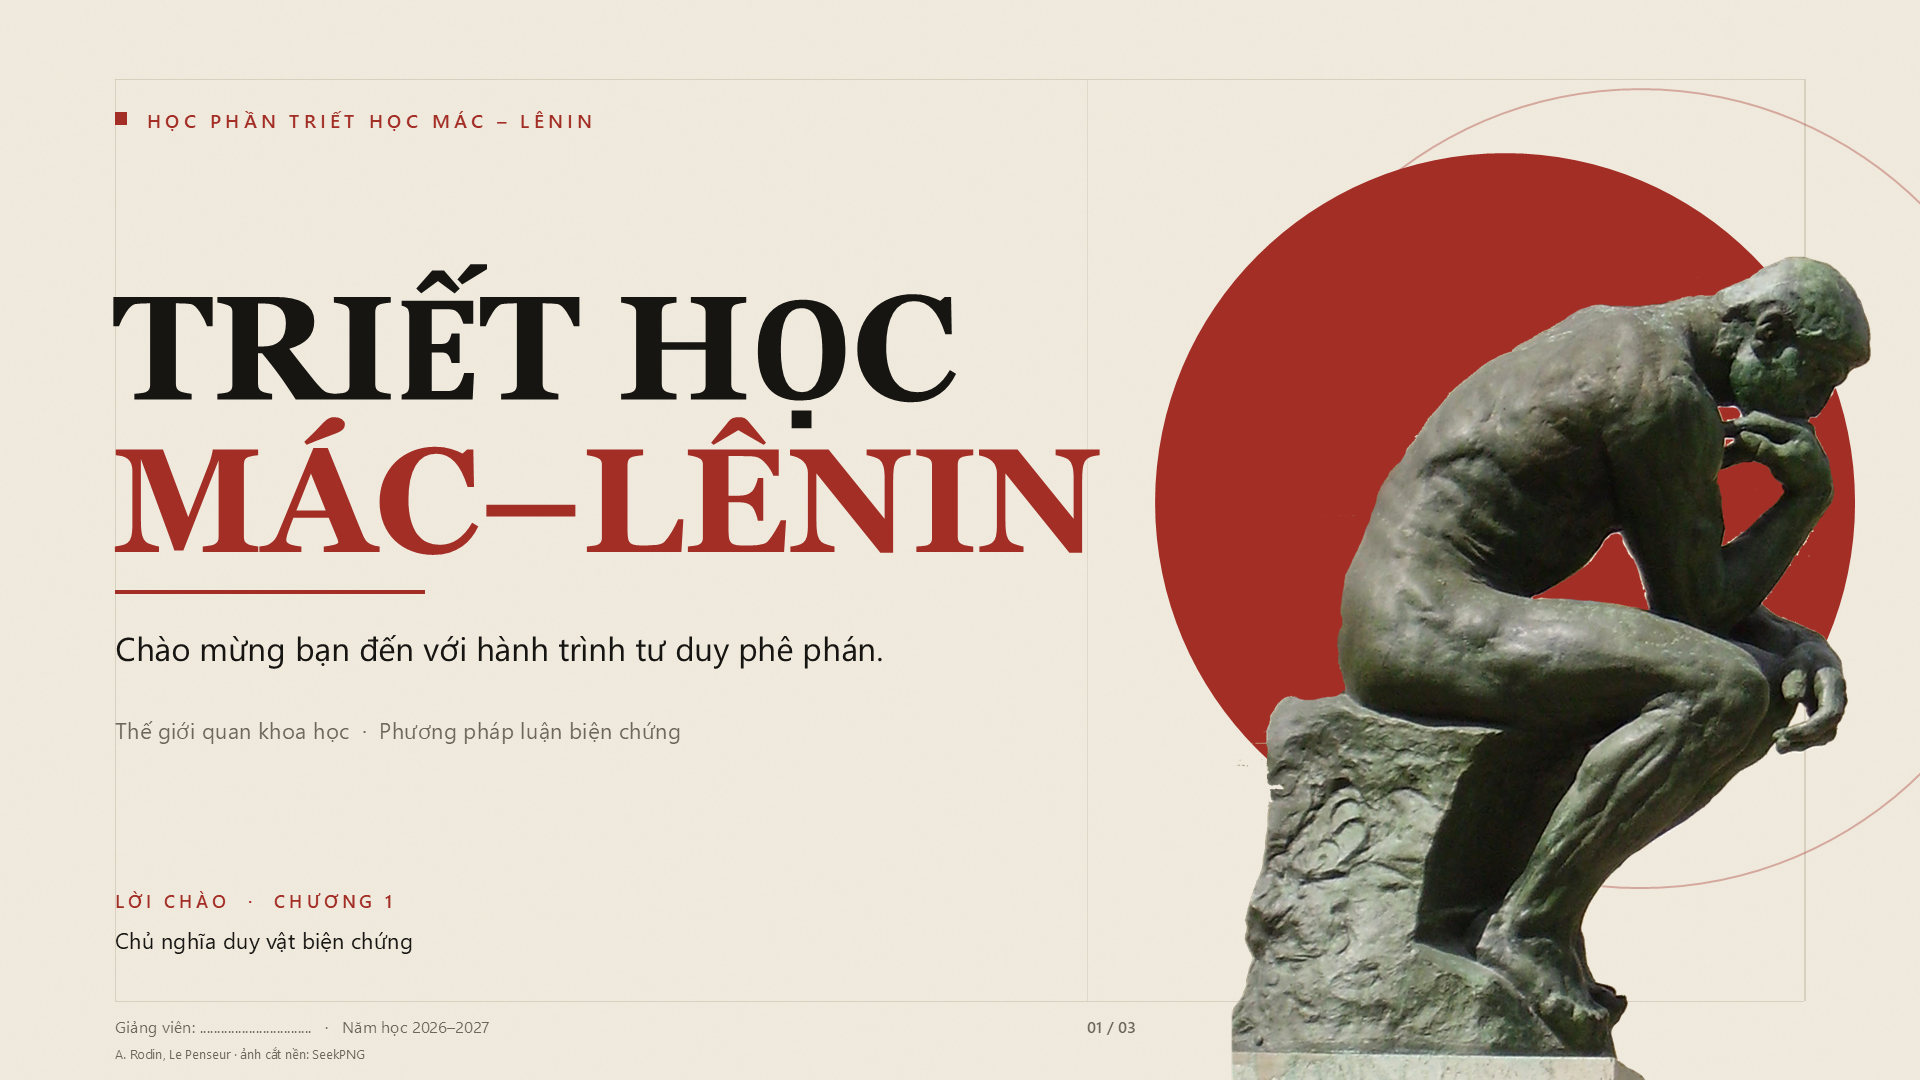 HỌC PHẦN TRIẾT HỌC MÁC – LÊNIN
TRIẾT HỌC
MÁC–LÊNIN
Chào mừng bạn đến với hành trình tư duy phê phán.
Thế giới quan khoa học · Phương pháp luận biện chứng
LỜI CHÀO · CHƯƠNG 1
Chủ nghĩa duy vật biện chứng
Giảng viên: ................................ · Năm học 2026–2027
01 / 03
A. Rodin, Le Penseur · ảnh cắt nền: SeekPNG